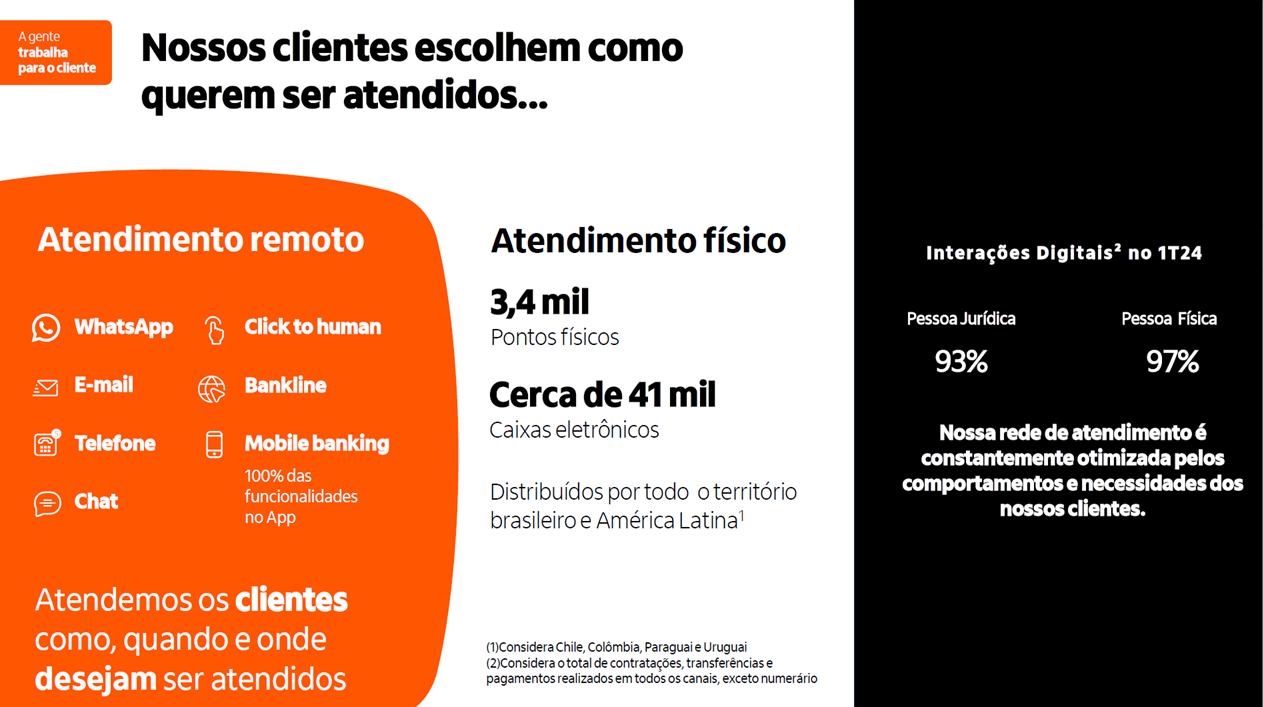 A gente
trabalha
para o cliente
Nossos clientes escolhem como
querem ser atendidos...
Atendimento remoto
WhatsApp
E-mail
Telefone
Chat
Click to human
Bankline
Mobile banking
100% das
funcionalidades
no App
Atendemos os clientes
como, quando e onde
desejam ser atendidos
Atendimento físico
3,4 mil
Pontos físicos
Cerca de 41 mil
Caixas eletrônicos
Distribuídos por todo o território
brasileiro e América Latina¹
(1)Considera Chile, Colômbia, Paraguai e Uruguai
(2)Considera o total de contratações, transferências e
pagamentos realizados em todos os canais, exceto numerário
Interações Digitais² no 1T24
Pessoa Jurídica
93%
Pessoa Física
97%
Nossa rede de atendimento é
constantemente otimizada pelos
comportamentos e necessidades dos
nossos clientes.